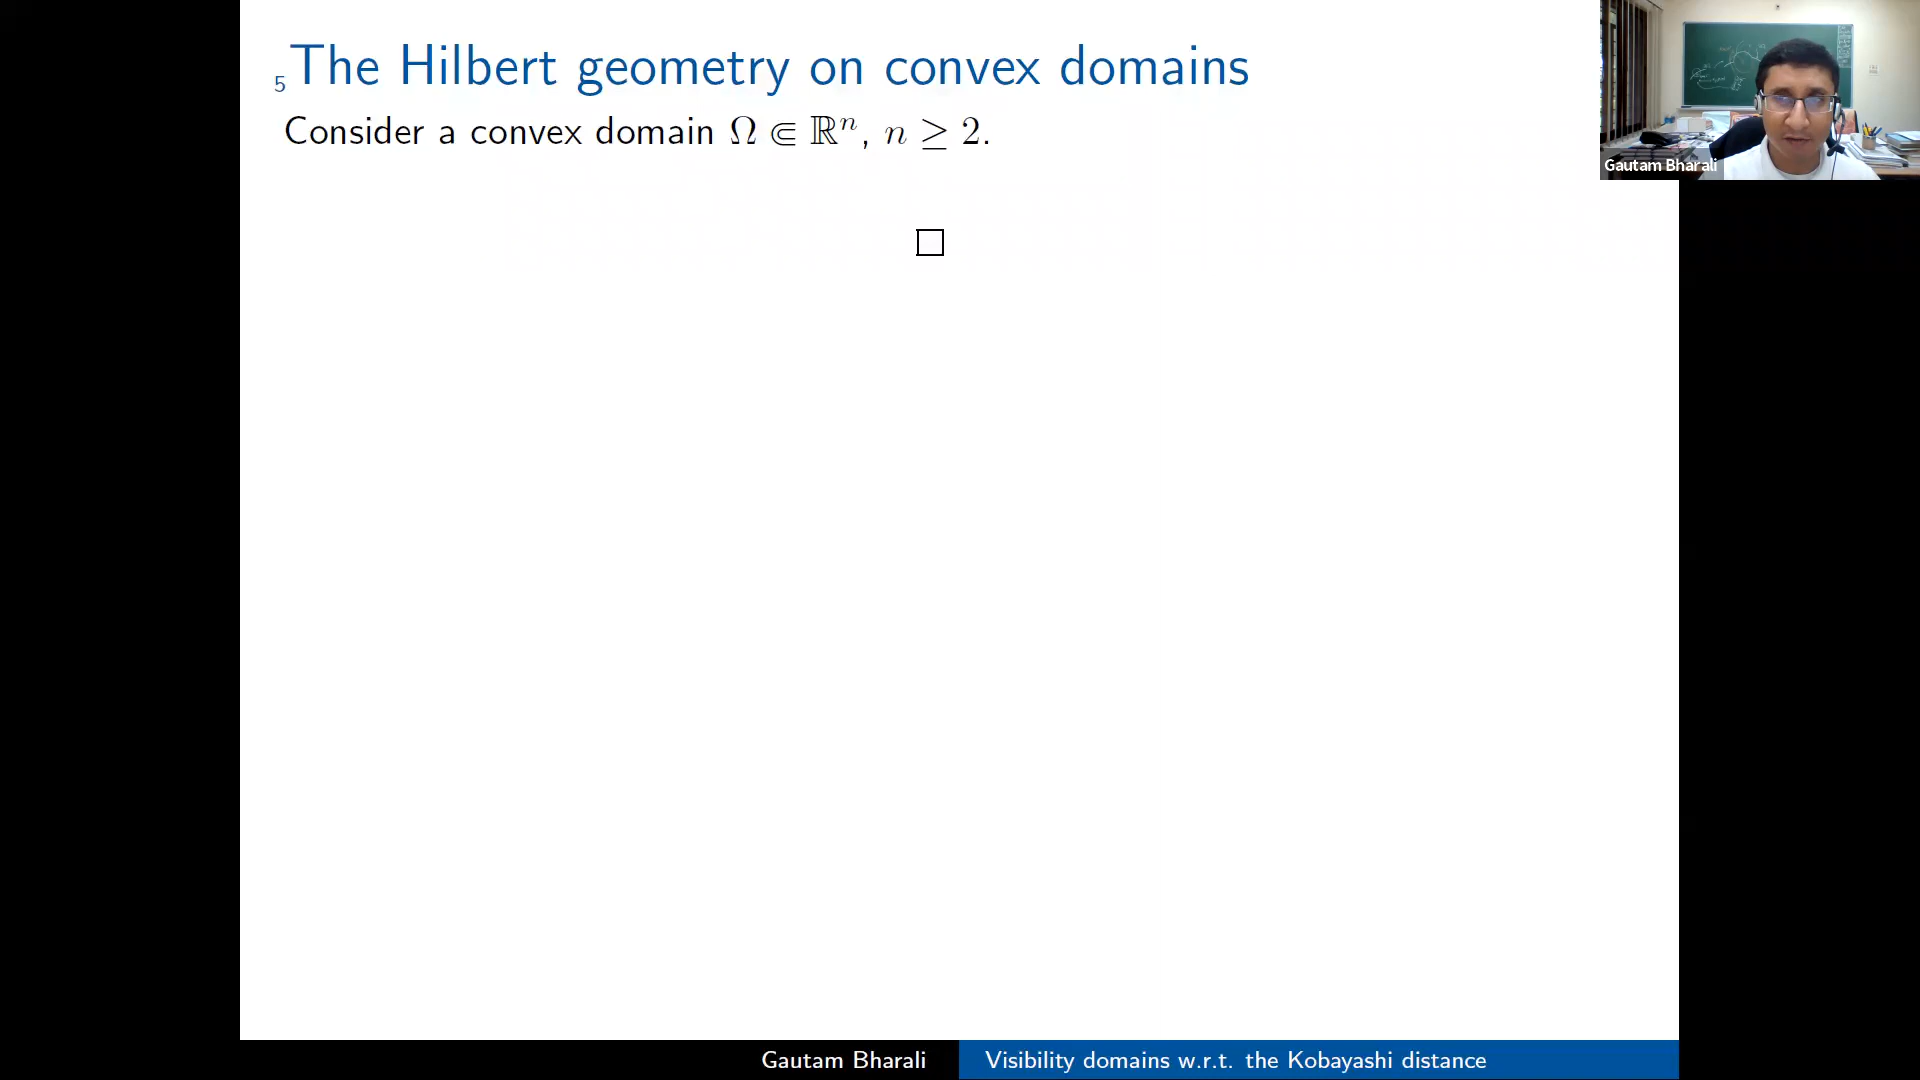 5 The Hilbert geometry on convex domains
Consider a convex domain Ω ⋐ ℝⁿ, n ≥ 2.
Gautam Bharali
Gautam Bharali
Visibility domains w.r.t. the Kobayashi distance